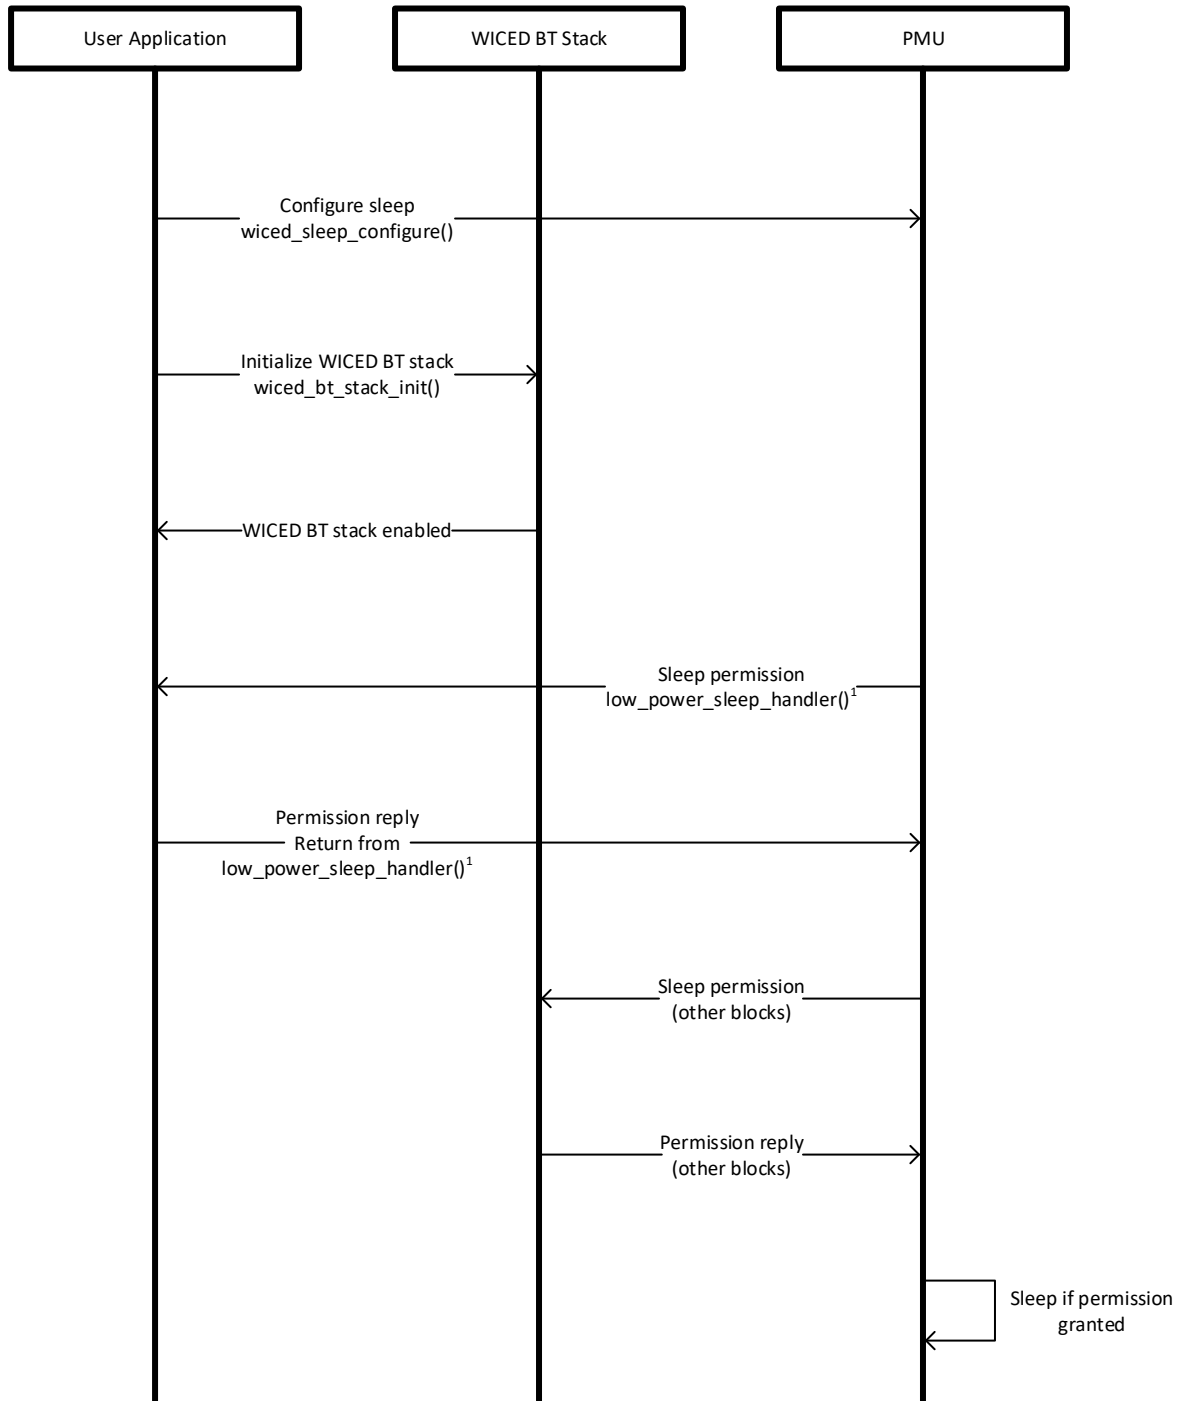 User Application
WICED BT Stack
PMU
Configure sleep
wiced_sleep_configure()
Initialize WICED BT stack
wiced_bt_stack_init()
WICED BT stack enabled
Sleep permission
low_power_sleep_handler()¹
Permission reply
Return from
low_power_sleep_handler()¹
Sleep permission
(other blocks)
Permission reply
(other blocks)
Sleep if permission
granted